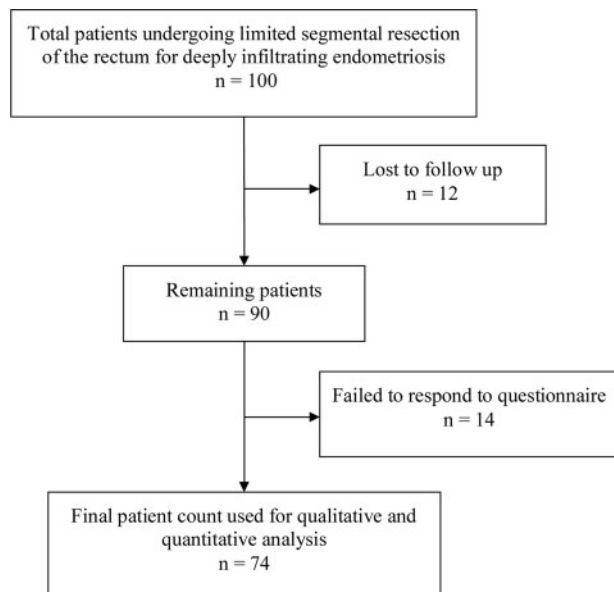 Total patients undergoing limited segmental resection
of the rectum for deeply infiltrating endometriosis
n = 100
Lost to follow up
n = 12
Remaining patients
n = 90
Failed to respond to questionnaire
n = 14
Final patient count used for qualitative and
quantitative analysis
n = 74